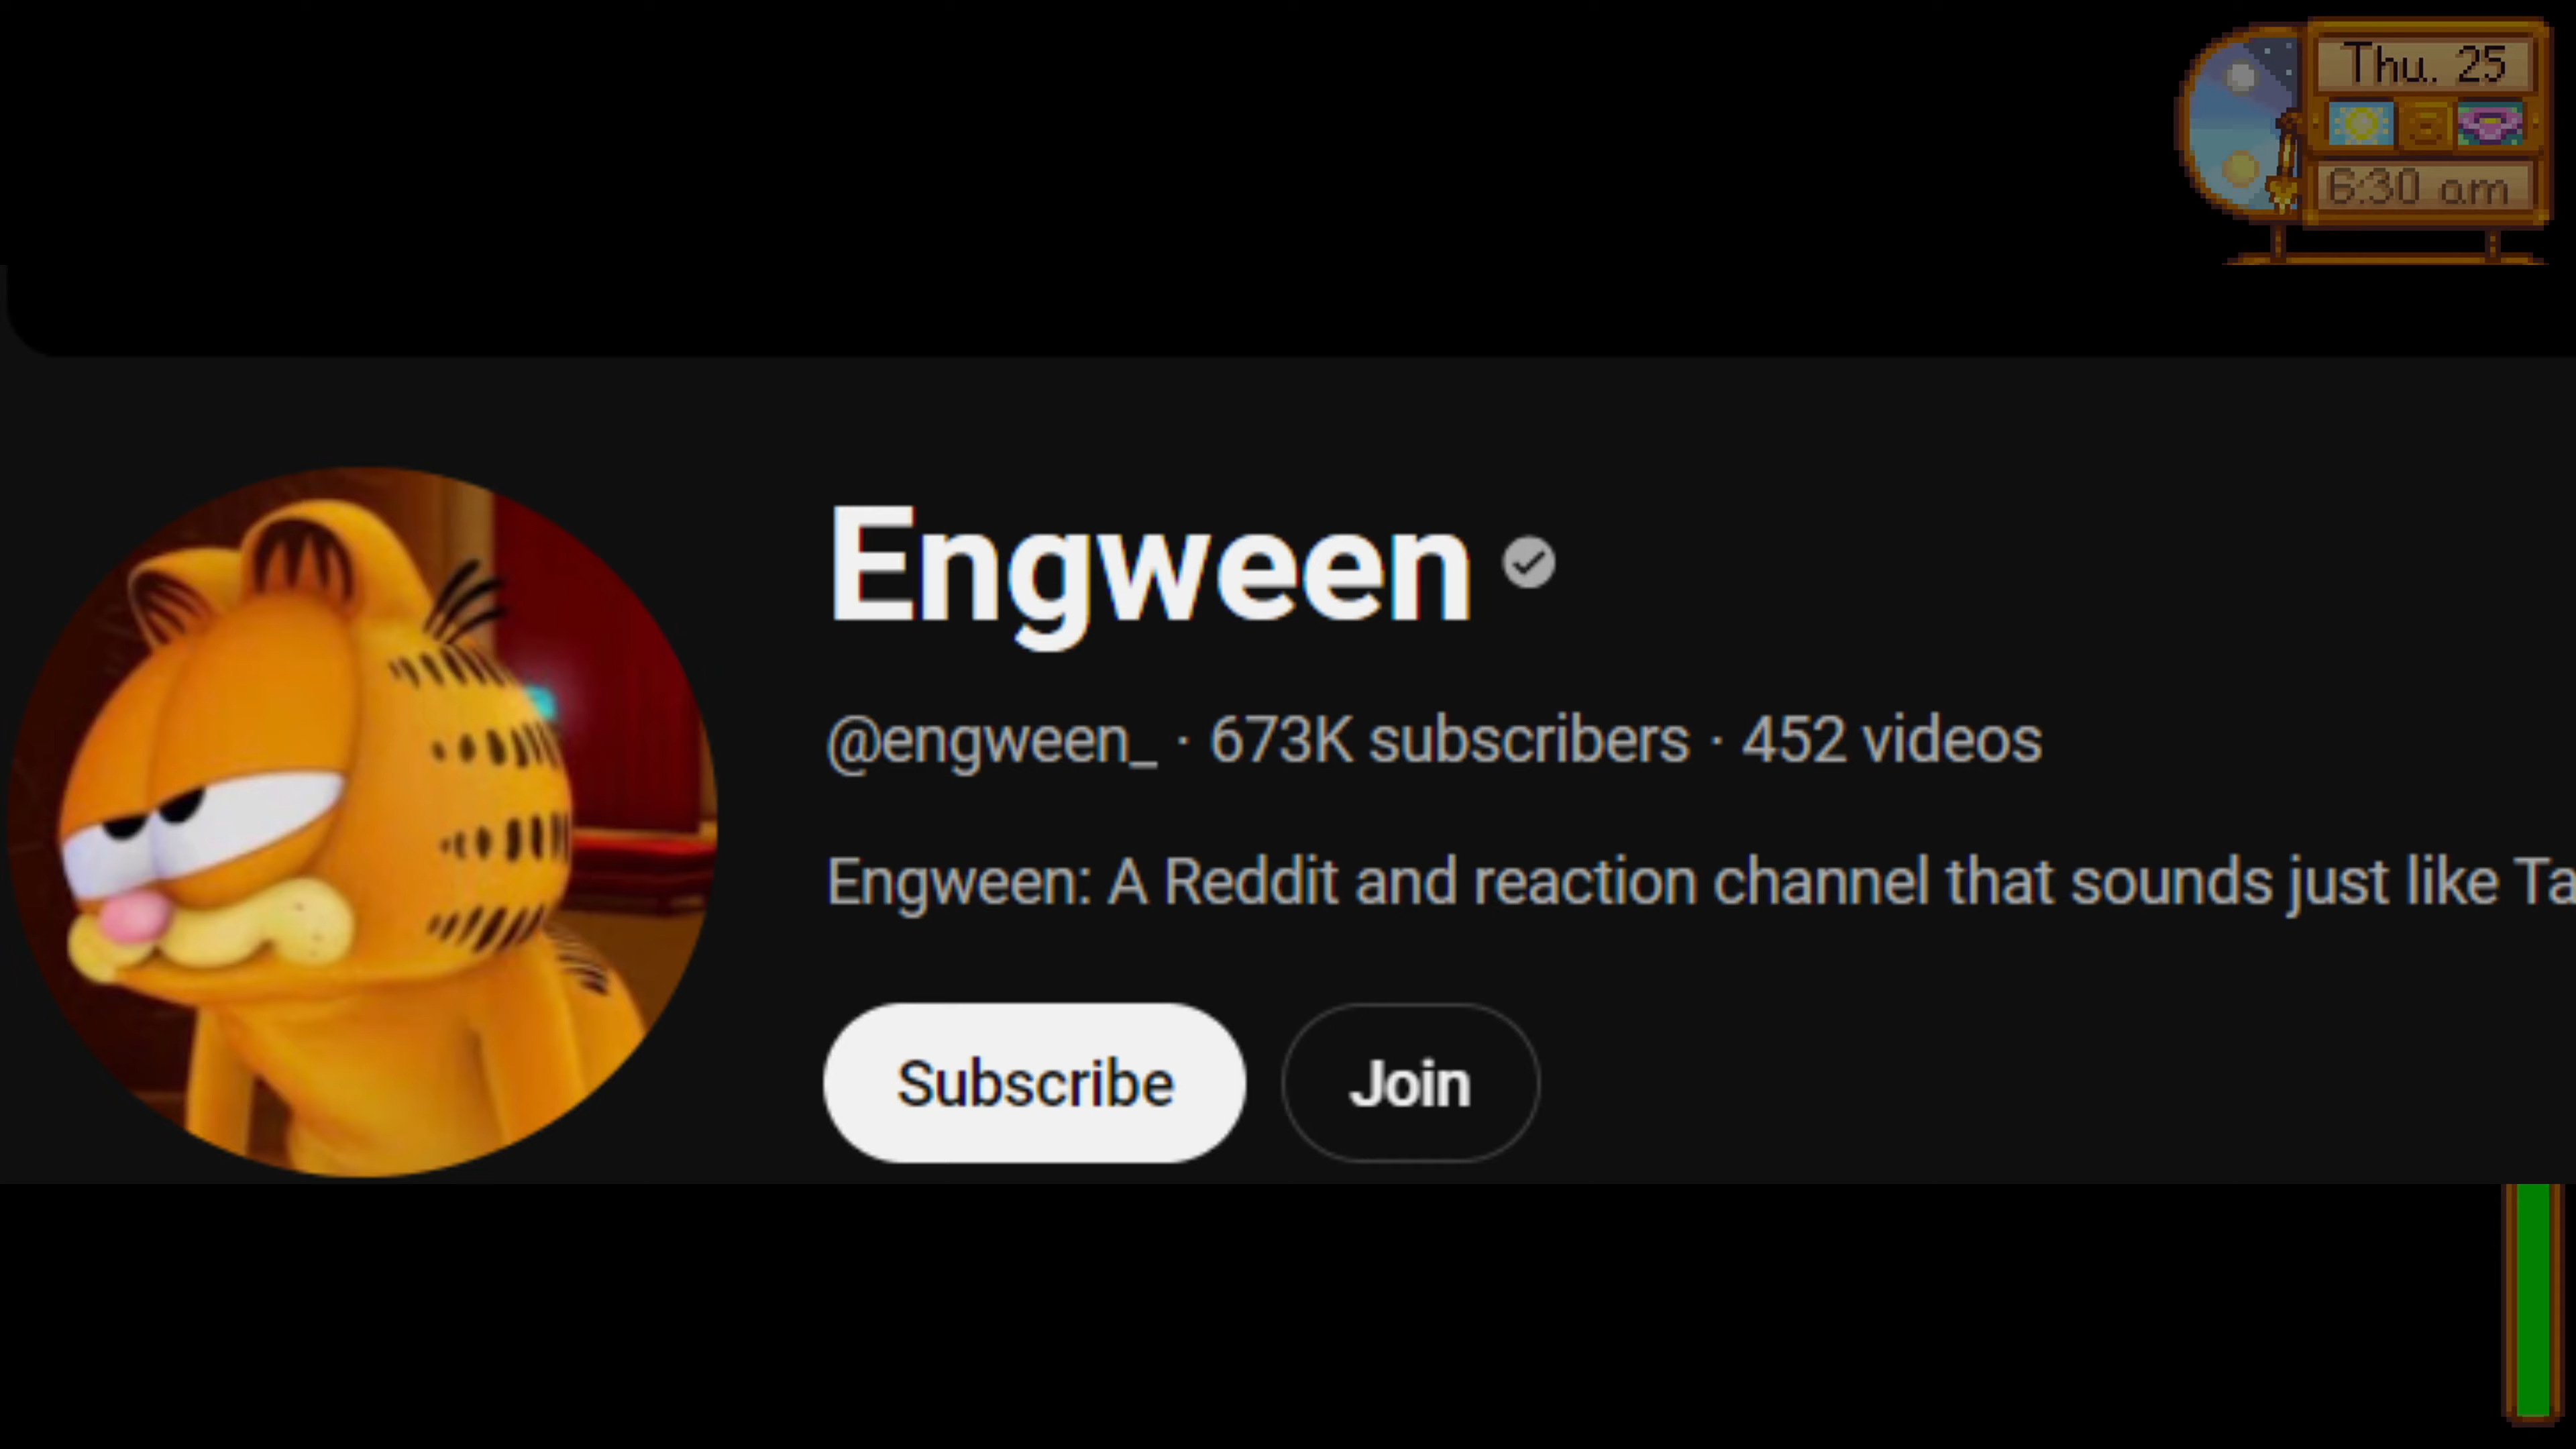 Thu. 25
6:30 am
Engween
@engween_ · 673K subscribers · 452 videos
Engween: A Reddit and reaction channel that sounds just like Ta
Subscribe
Join